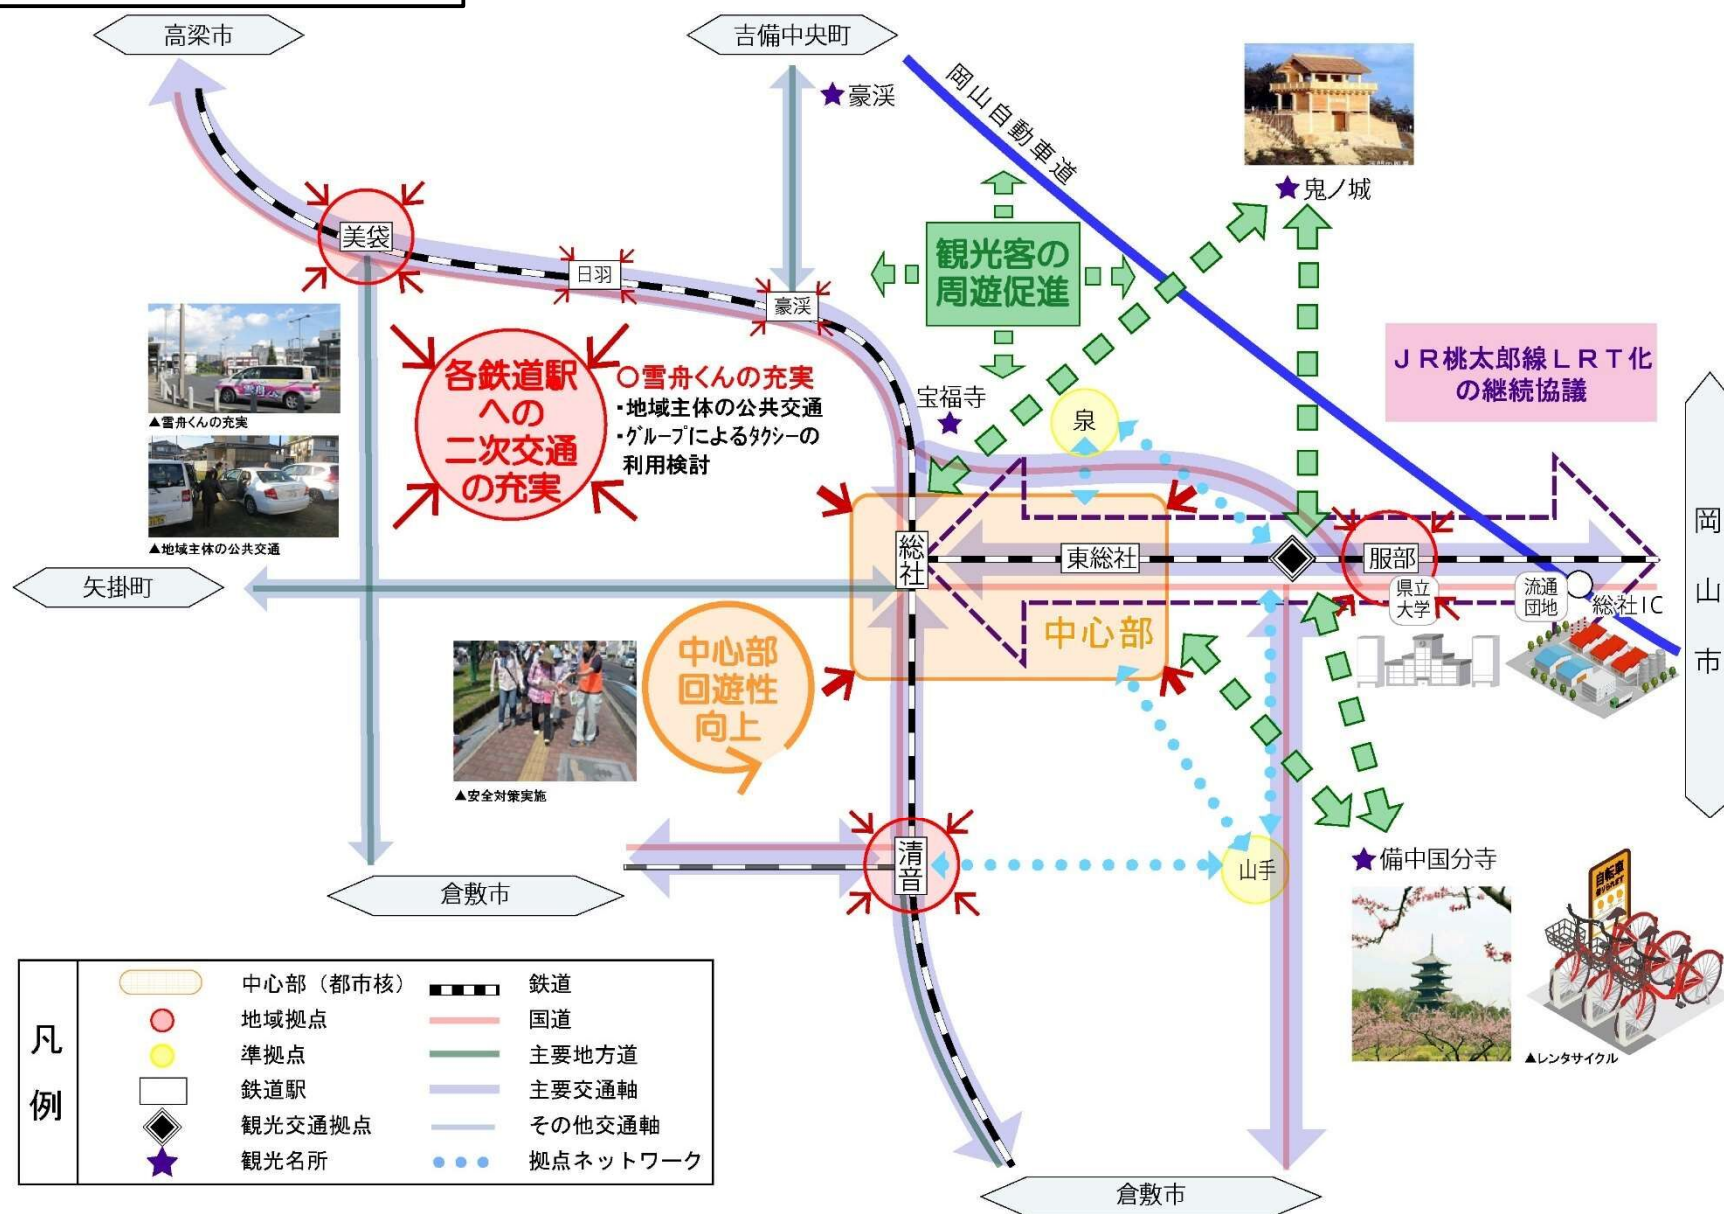 高梁市
吉備中央町
豪渓
岡山自動車道
鬼ノ城
美袋
日羽
豪渓
観光客の
周遊促進
JR桃太郎線LRT化
の継続協議
▲雪舟くんの充実
▲地域主体の公共交通
各鉄道駅
への
二次交通
の充実
○雪舟くんの充実
・地域主体の公共交通
・グループによるタクシーの
利用検討
宝福寺
泉
岡山市
総社
東総社
服部
県立
大学
流通
団地
総社IC
矢掛町
中心部
中心部
回遊性
向上
▲安全対策実施
清音
山手
備中国分寺
倉敷市
自転車
▲レンタサイクル
倉敷市
凡例
中心部（都市核）
地域拠点
準拠点
鉄道駅
観光交通拠点
観光名所
鉄道
国道
主要地方道
主要交通軸
その他交通軸
拠点ネットワーク